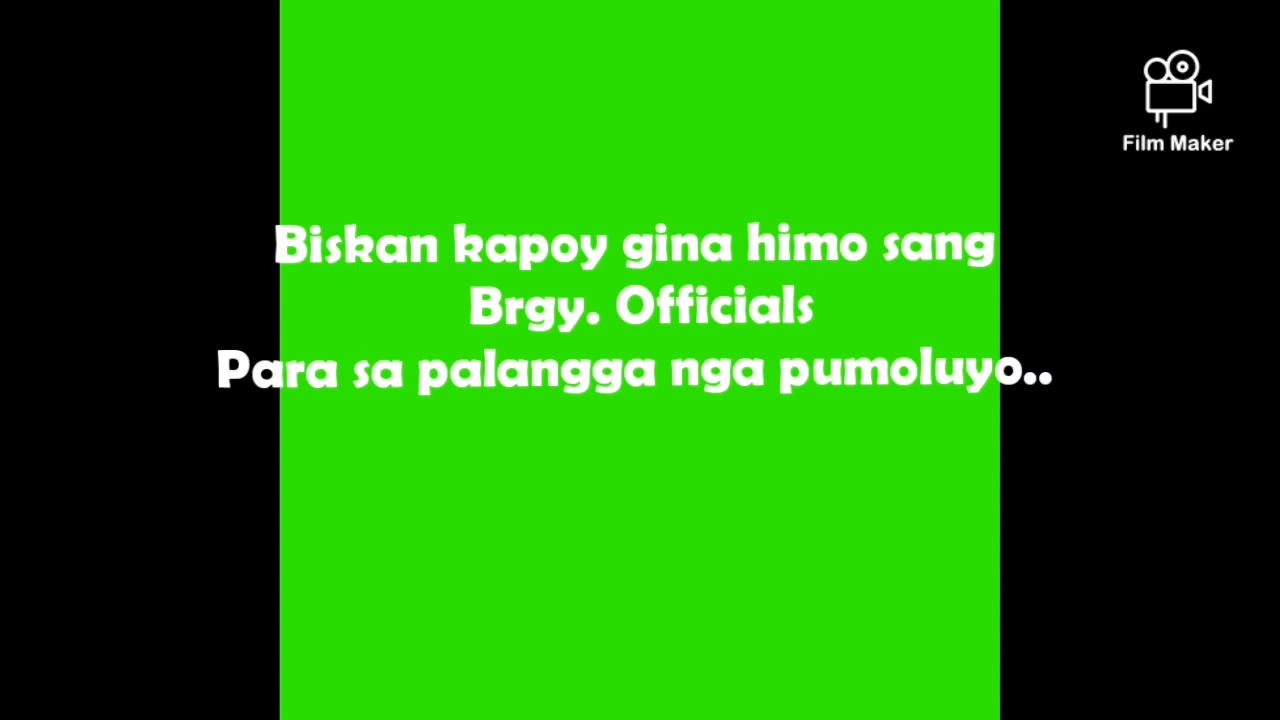 Film Maker
Biskan kapoy gina himo sang
Brgy. Officials
Para sa palangga nga pumoluyo..